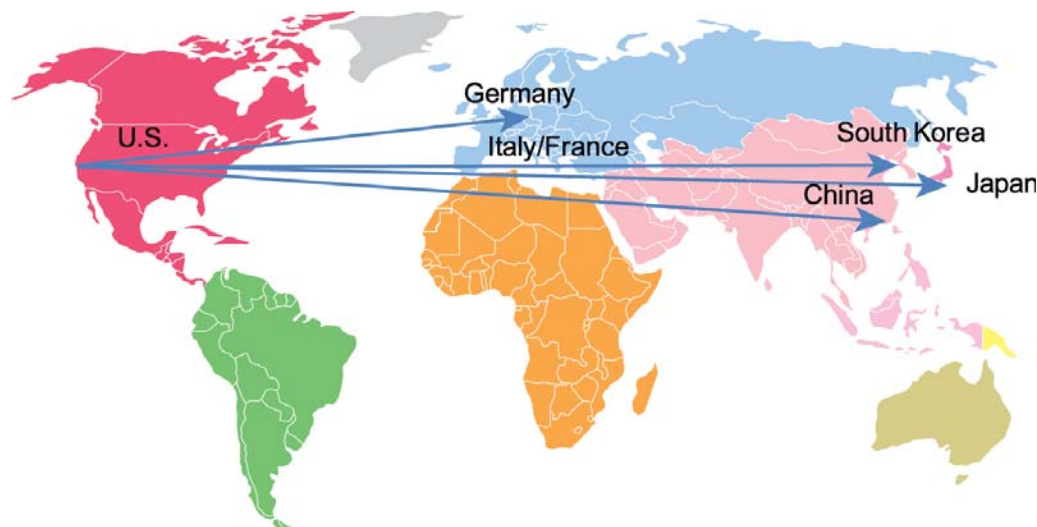 Germany
U.S.
South Korea
Italy/France
Japan
China